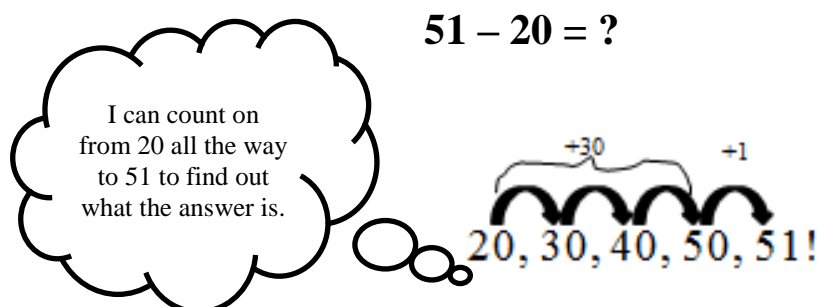 51 – 20 = ?
I can count on
from 20 all the way
to 51 to find out
what the answer is.
+30
+1
20, 30, 40, 50, 51!